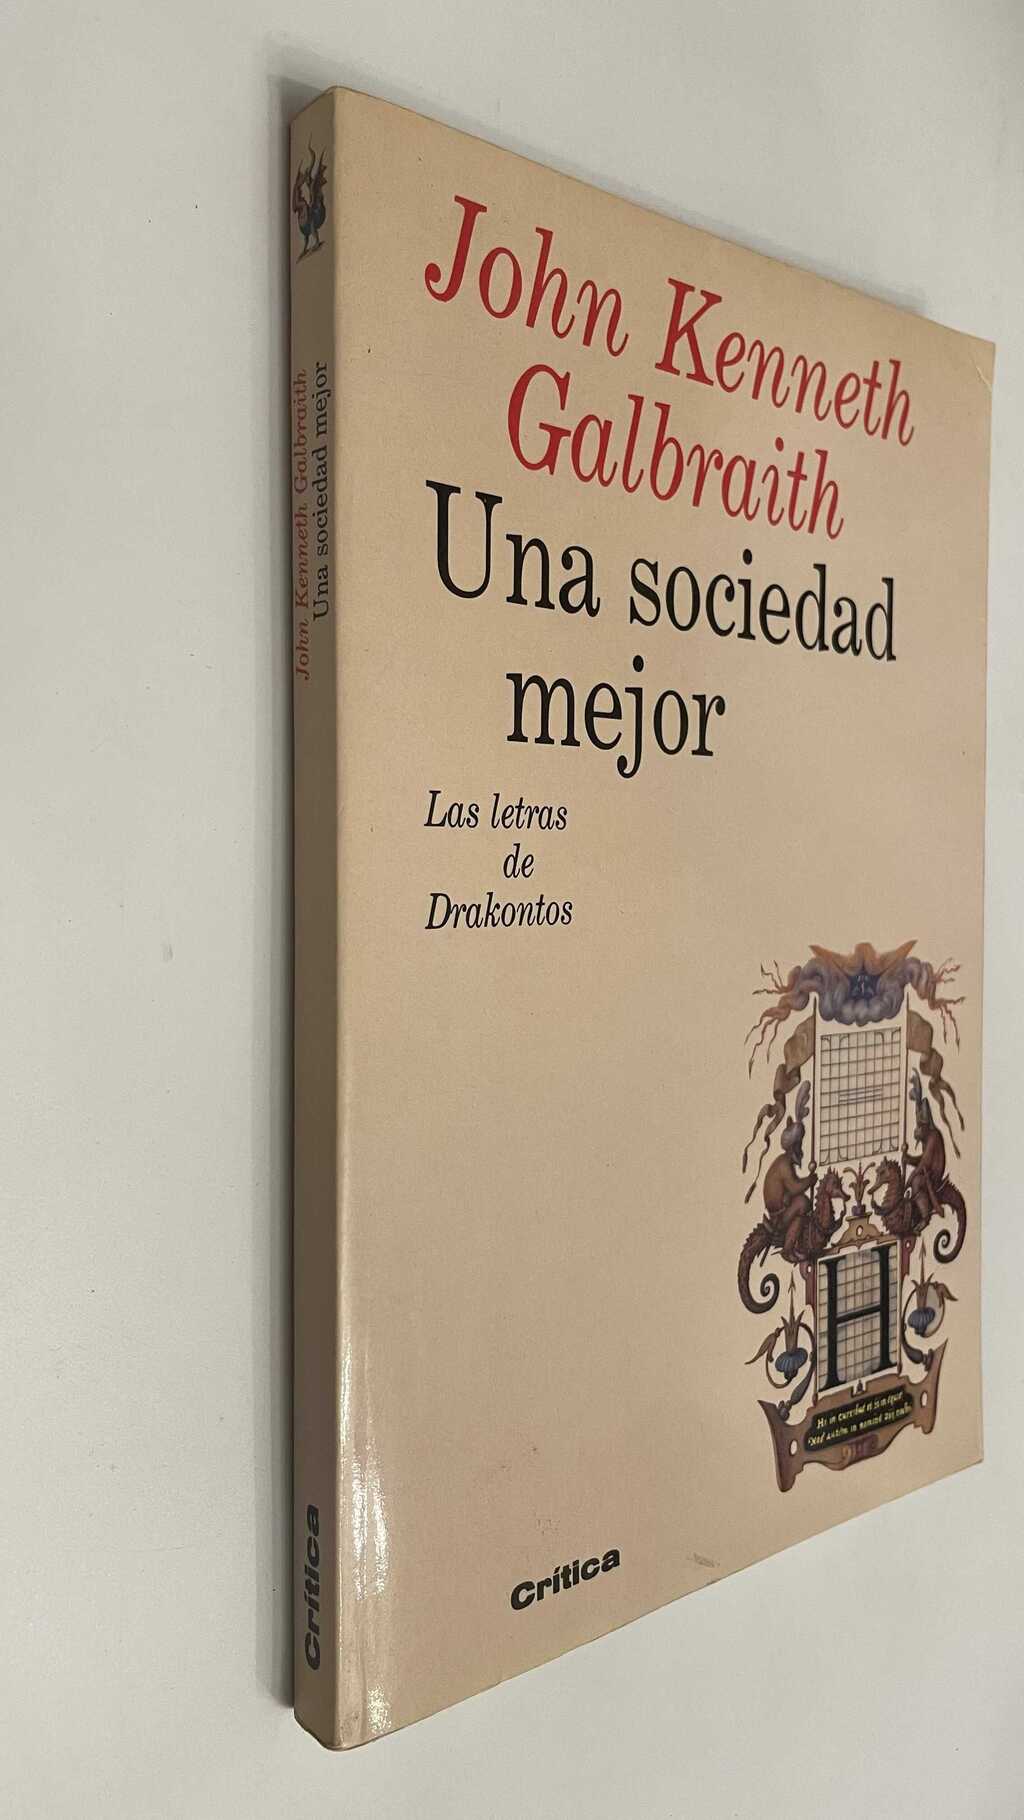 John Kenneth
Galbraith
Una sociedad
mejor
Las letras
de
Drakontos
H
Crítica
John Kenneth Galbraith
Una sociedad mejor
Crítica